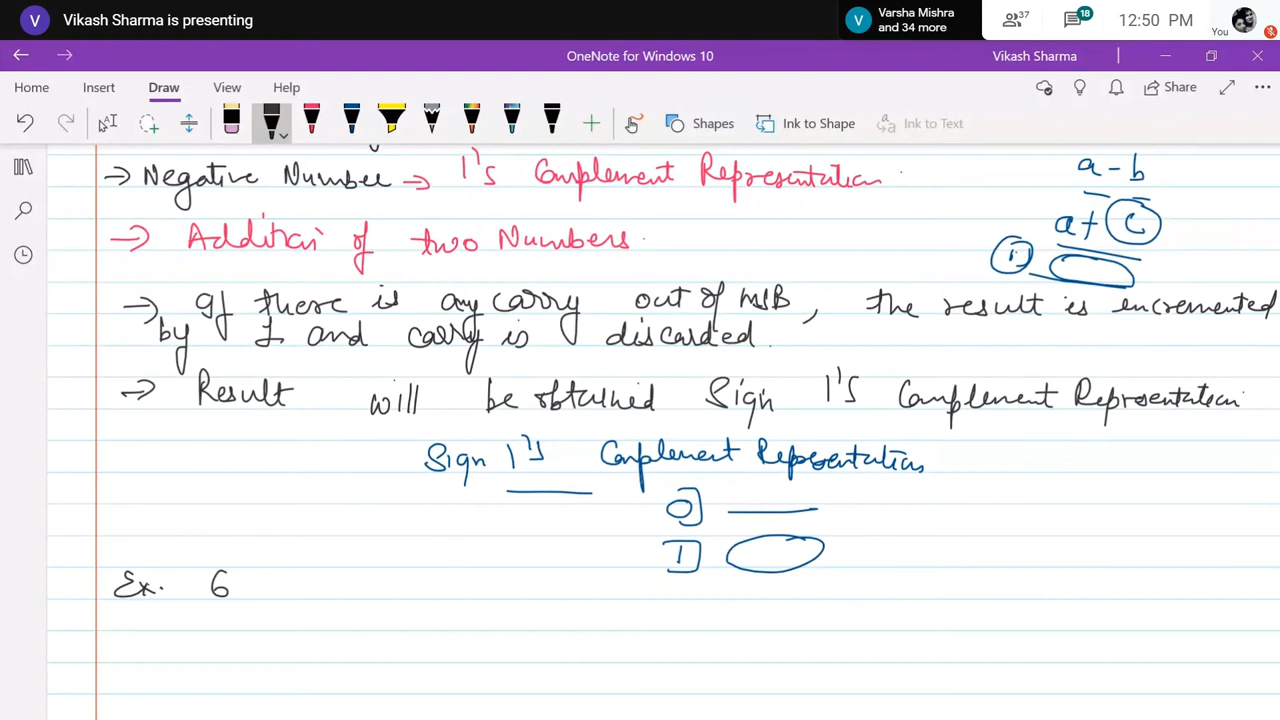 V Vikash Sharma is presenting
V Varsha Mishra and 34 more
37
18
12:50 PM
You
OneNote for Windows 10
Vikash Sharma
Home Insert Draw View Help
Share
Shapes
Ink to Shape
Ink to Text
→ Negative Number → 1's Complement Representation
a - b
→ Addition of two Numbers.
a + C
1
→ If there is any carry out of MSB, the result is incremented
by 1 and carry is discarded.
→ Result will be obtained Sign 1's Complement Representation
Sign 1's Complement Representation
0
1
Ex. 6